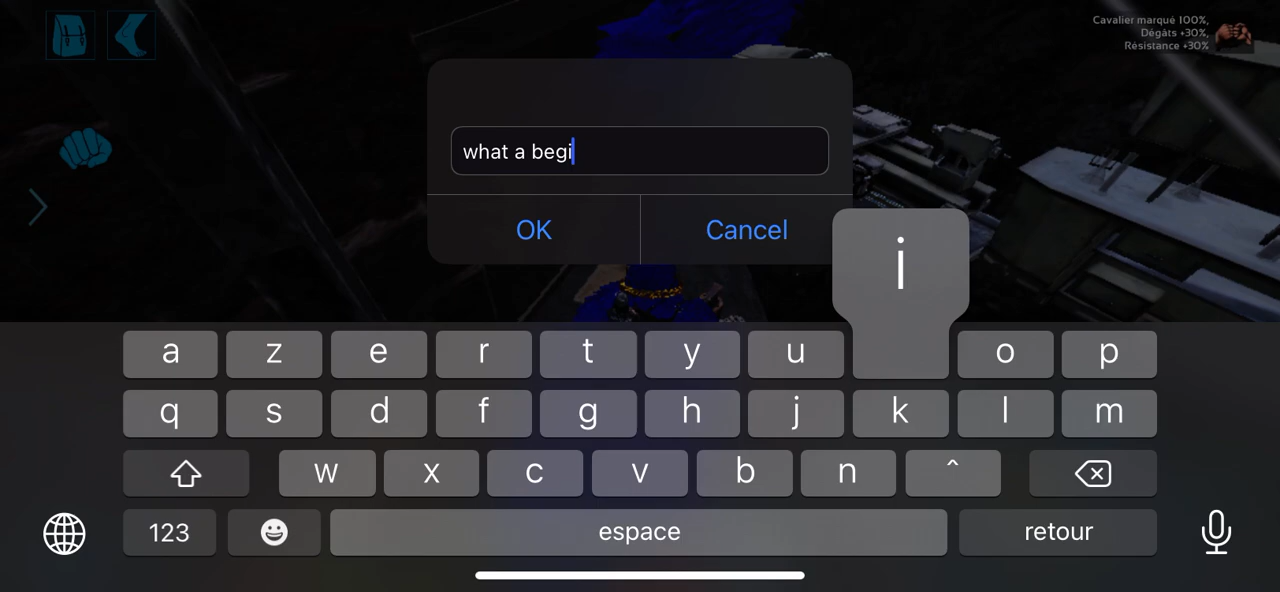 Cavalier marqué 100%,
Dégâts +30%,
Résistance +30%
what a begi
OK Cancel
i
a z e r t y u o p
q s d f g h j k l m
w x c v b n ^
123 espace retour